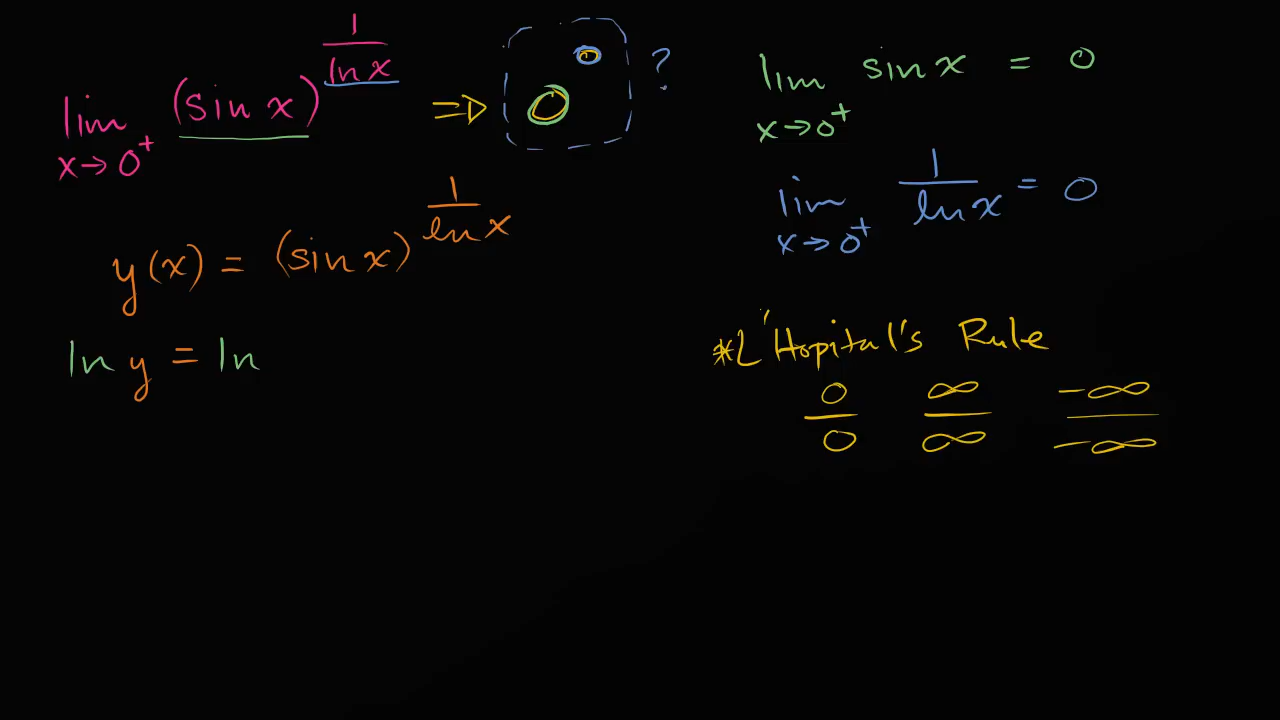 lim x→0⁺ (sin x)^(1/ln x) ⇒ 0^0 ?
y(x) = (sin x)^(1/ln x)
ln y = ln
lim x→0⁺ sin x = 0
lim x→0⁺ 1/ln x = 0
*L'Hopital's Rule
0/0 ∞/∞ -∞/-∞